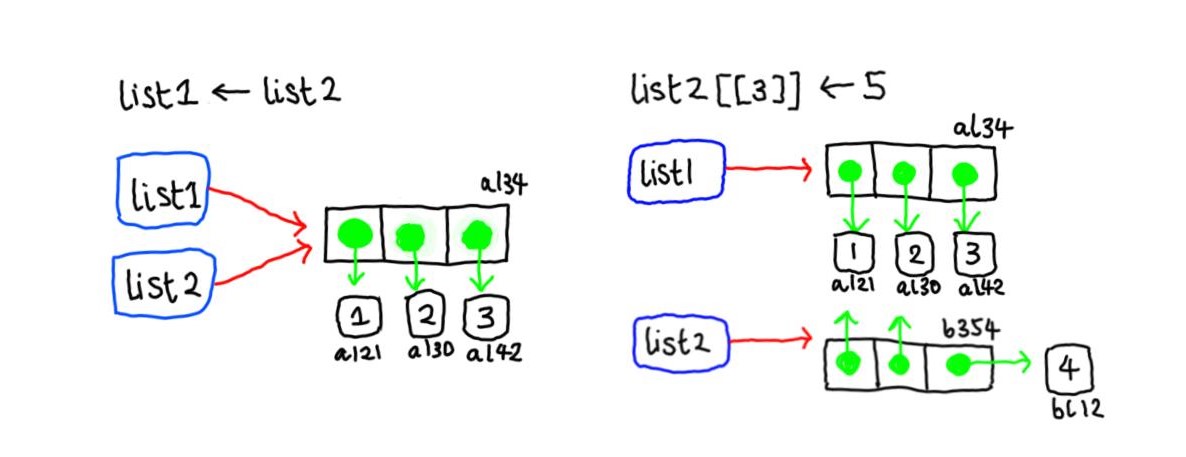 list1 ← list2
list1
list2
a134
1 2 3
a121 a130 a142
list2[[3]] ← 5
list1
a134
1 2 3
a121 a130 a142
list2
b354
4
bc12